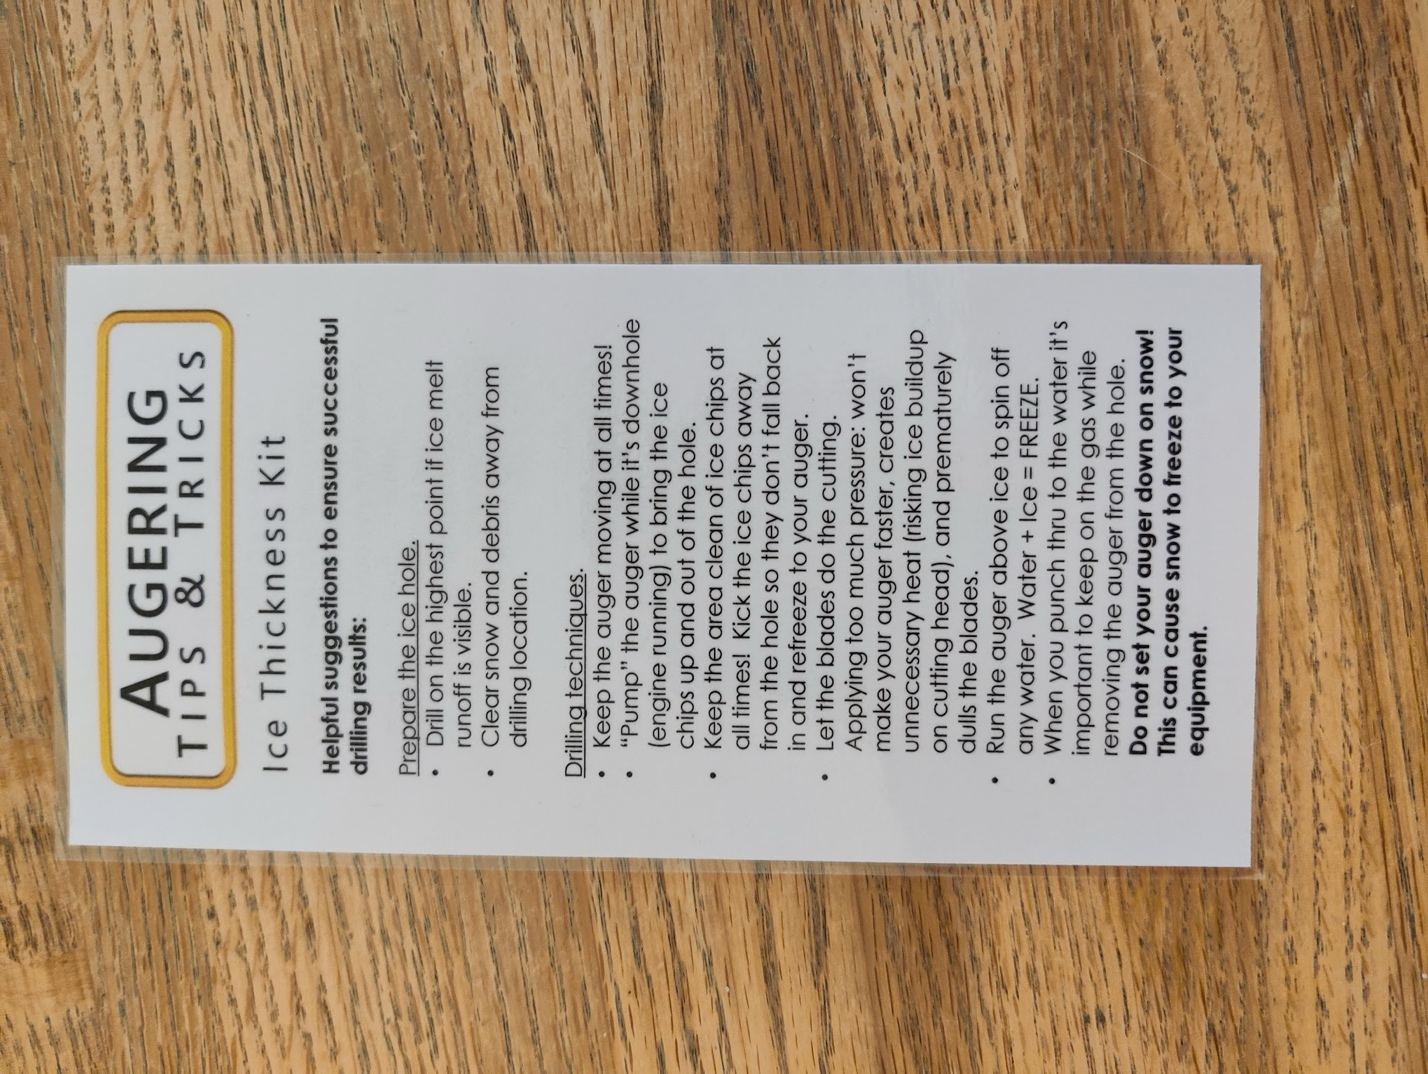 AUGERING
TIPS & TRICKS
Ice Thickness Kit
Helpful suggestions to ensure successful
drilling results:
Prepare the ice hole.
• Drill on the highest point if ice melt
runoff is visible.
• Clear snow and debris away from
drilling location.
Drilling techniques.
• Keep the auger moving at all times!
• “Pump” the auger while it's downhole
(engine running) to bring the ice
chips up and out of the hole.
• Keep the area clean of ice chips at
all times! Kick the ice chips away
from the hole so they don't fall back
in and refreeze to your auger.
• Let the blades do the cutting.
Applying too much pressure: won't
make your auger faster, creates
unnecessary heat (risking ice buildup
on cutting head), and prematurely
dulls the blades.
• Run the auger above ice to spin off
any water. Water + Ice = FREEZE.
• When you punch thru to the water it's
important to keep on the gas while
removing the auger from the hole.
Do not set your auger down on snow!
This can cause snow to freeze to your
equipment.